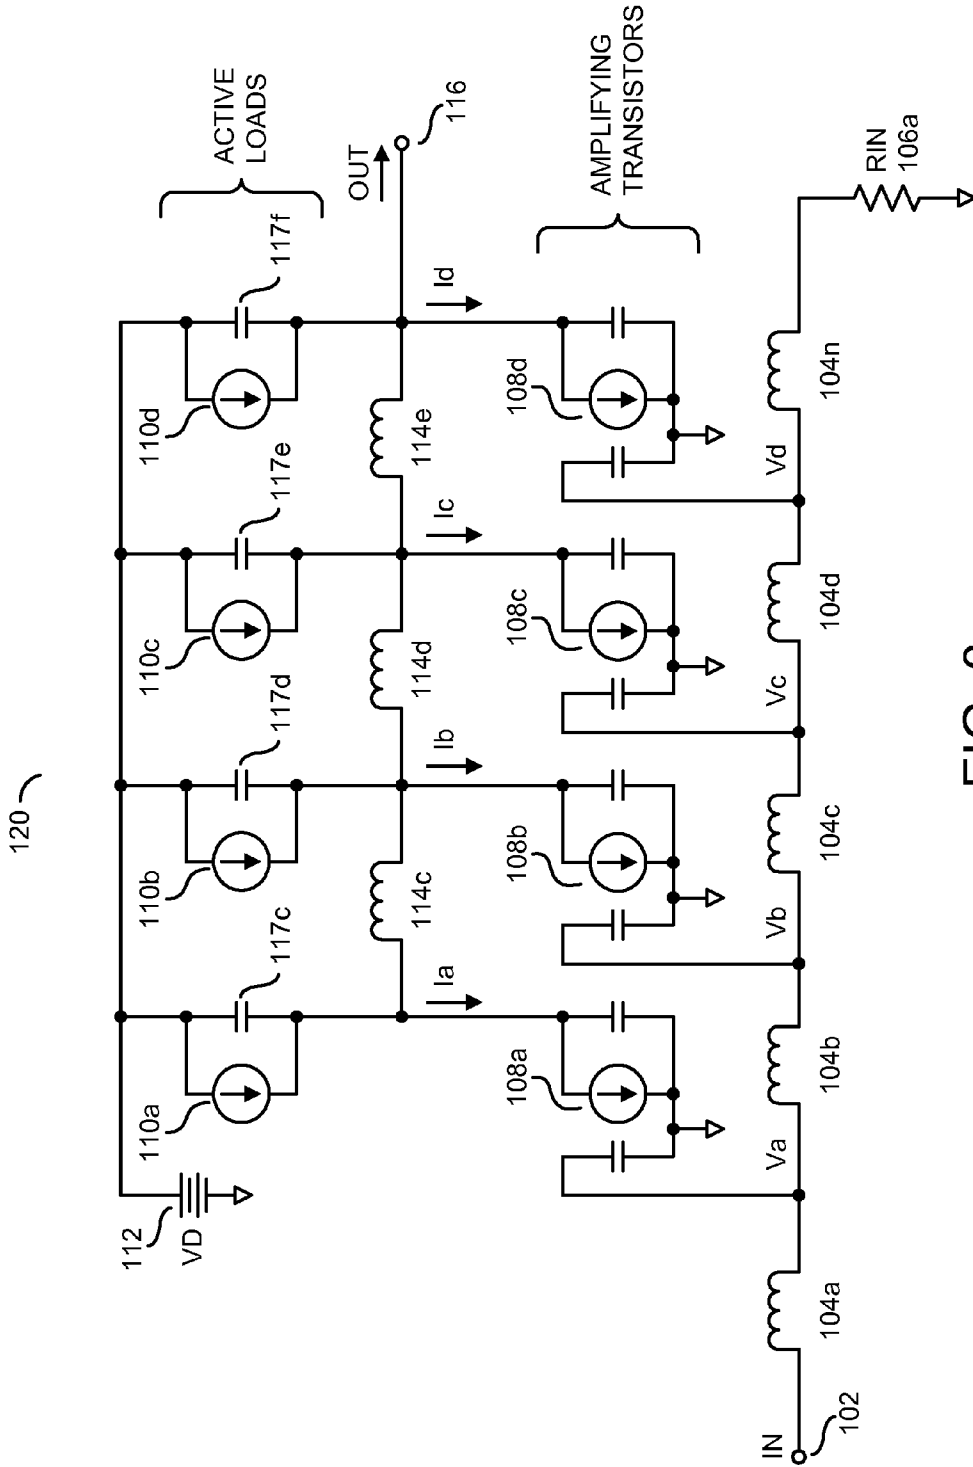 120
ACTIVE
LOADS
110a
117c
110b
117d
110c
117e
110d
117f
112
VD
114c
114d
114e
OUT
116
Ia
Ib
Ic
Id
AMPLIFYING
TRANSISTORS
108a
108b
108c
108d
Va
Vb
Vc
Vd
RIN
106a
IN
102
104a
104b
104c
104d
104n
FIG.